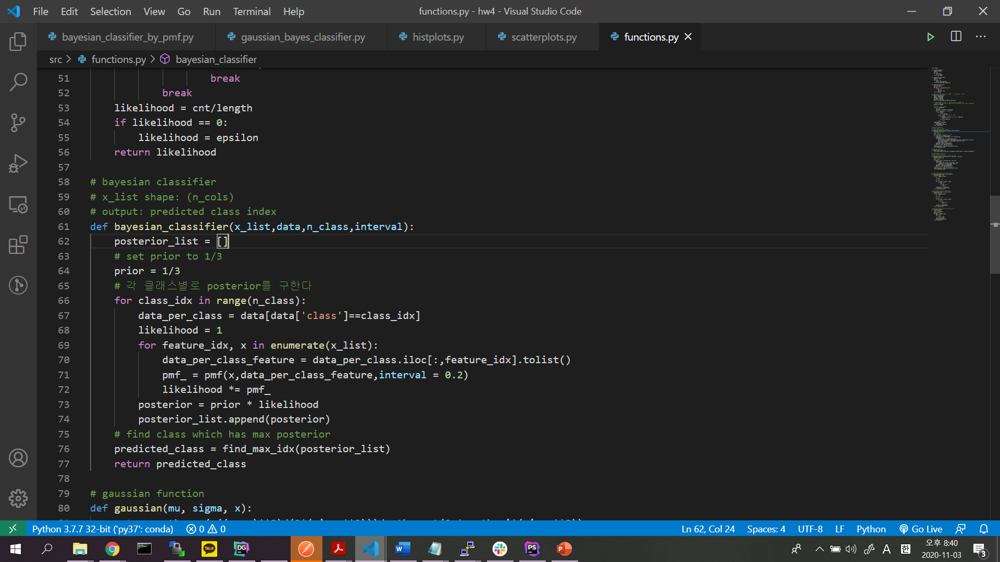 File Edit Selection View Go Run Terminal Help
functions.py - hw4 - Visual Studio Code
bayesian_classifier_by_pmf.py gaussian_bayes_classifier.py histplots.py scatterplots.py functions.py
src > functions.py > bayesian_classifier
51 break
52 break
53 likelihood = cnt/length
54 if likelihood == 0:
55 likelihood = epsilon
56 return likelihood
57
58 # bayesian classifier
59 # x_list shape: (n_cols)
60 # output: predicted class index
61 def bayesian_classifier(x_list,data,n_class,interval):
62 posterior_list = []
63 # set prior to 1/3
64 prior = 1/3
65 # 각 클래스별로 posterior를 구한다
66 for class_idx in range(n_class):
67 data_per_class = data[data['class']==class_idx]
68 likelihood = 1
69 for feature_idx, x in enumerate(x_list):
70 data_per_class_feature = data_per_class.iloc[:,feature_idx].tolist()
71 pmf_ = pmf(x,data_per_class_feature,interval = 0.2)
72 likelihood *= pmf_
73 posterior = prior * likelihood
74 posterior_list.append(posterior)
75 # find class which has max posterior
76 predicted_class = find_max_idx(posterior_list)
77 return predicted_class
78
79 # gaussian function
80 def gaussian(mu, sigma, x):
Python 3.7.7 32-bit ('py37': conda) 0 0 Ln 62, Col 24 Spaces: 4 UTF-8 LF Python Go Live
TALK DG W PS P A 한 오후 8:40
2020-11-03 3